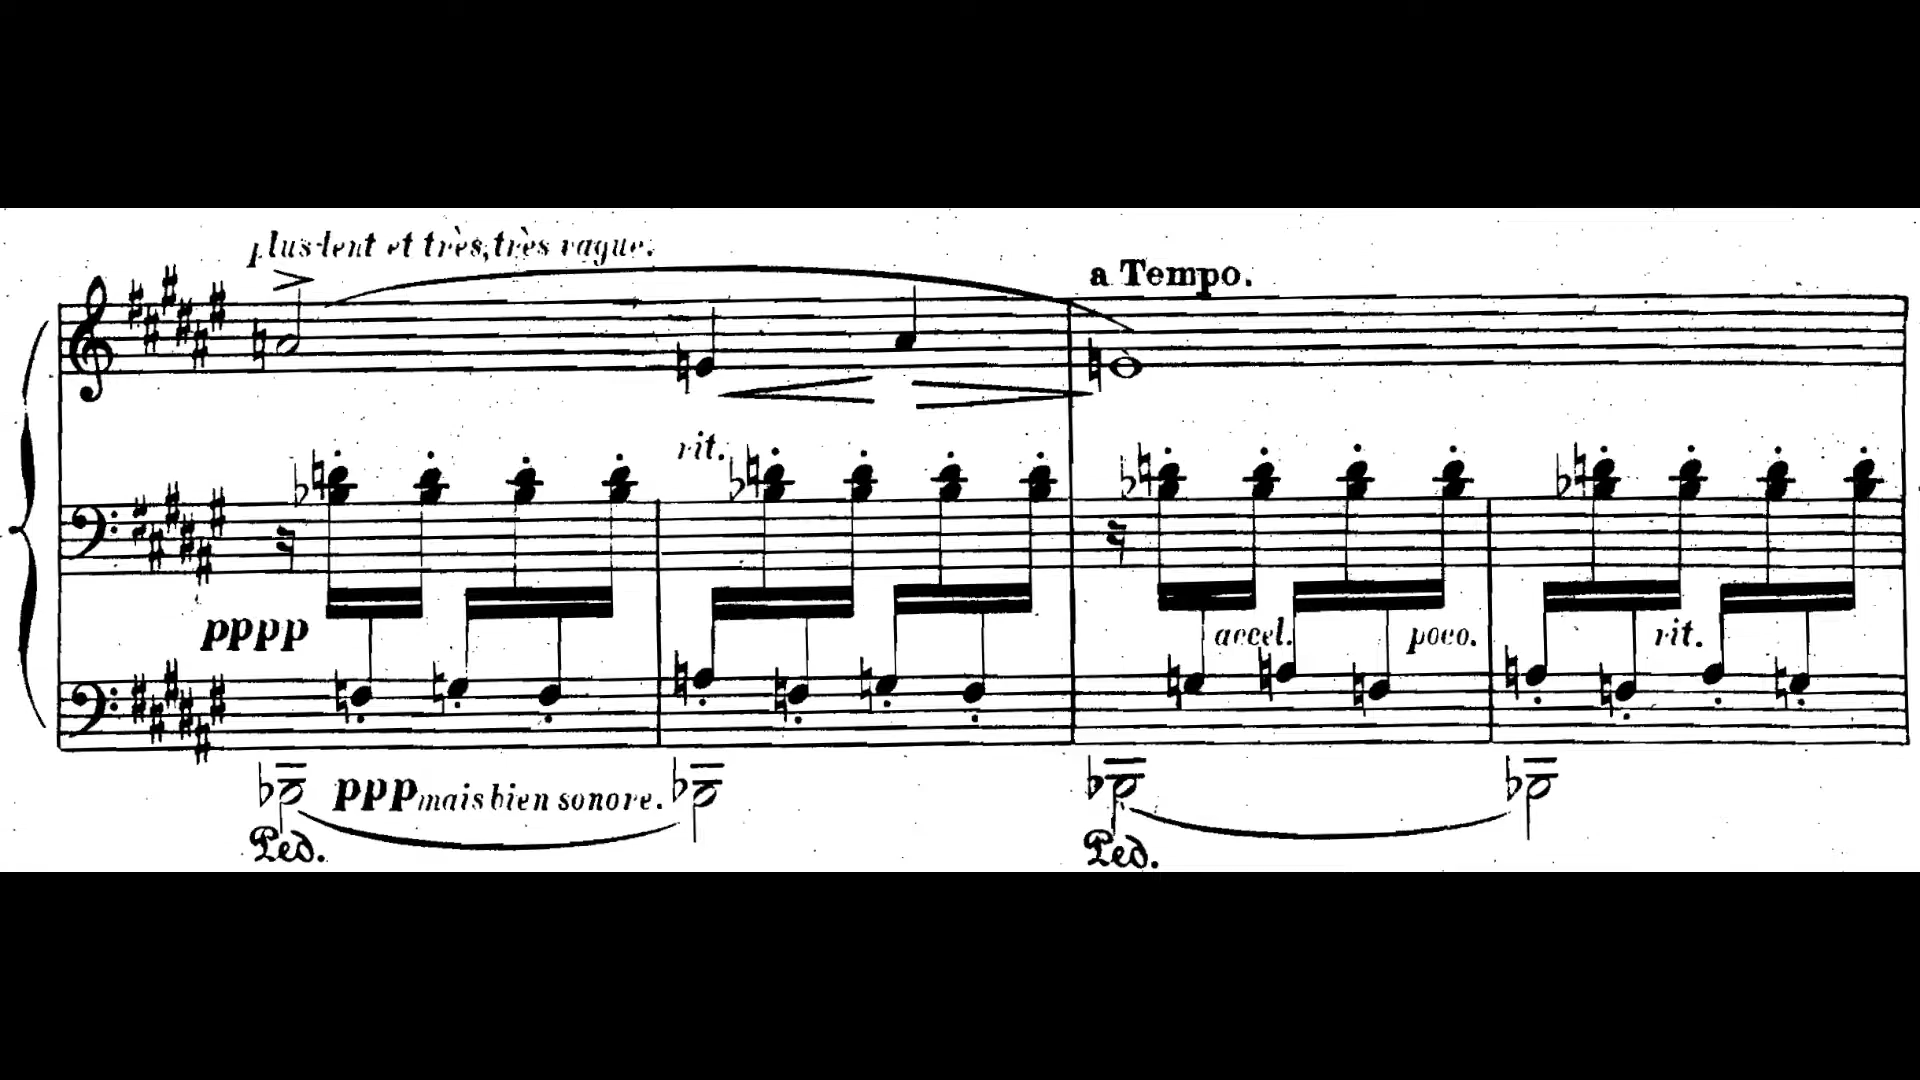 plus lent et très, très vague.
a Tempo.
rit.
pppp
accel.
poco.
rit.
ppp mais bien sonore.
Ped.
Ped.